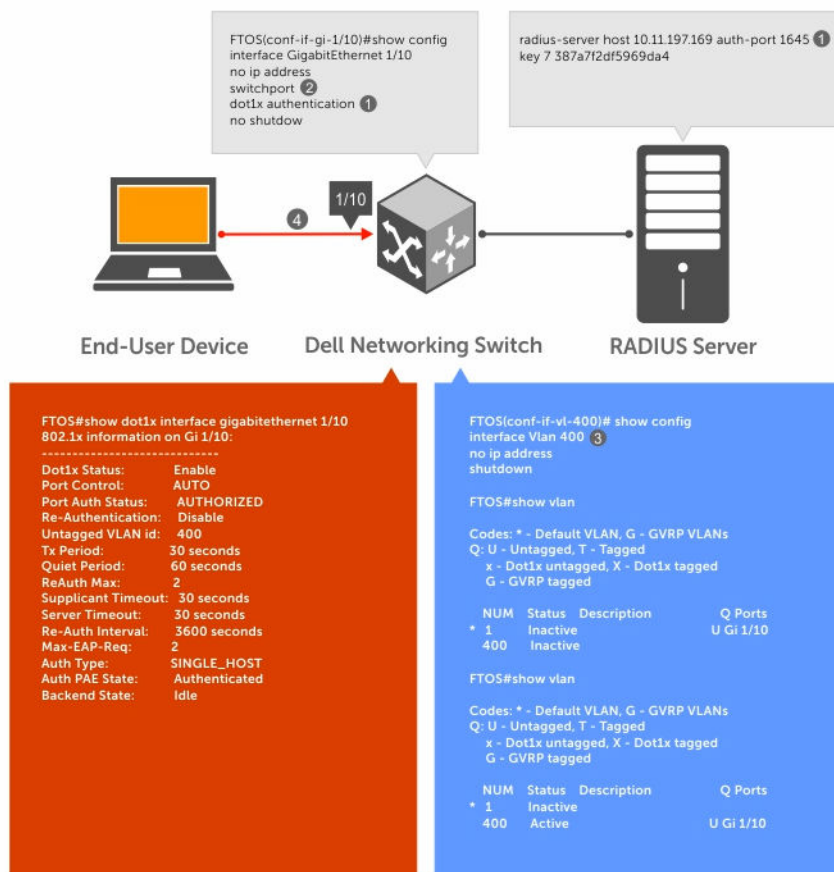 FTOS(conf-if-gi-1/10)#show config
interface GigabitEthernet 1/10
no ip address
switchport 2
dot1x authentication 1
no shutdow
radius-server host 10.11.197.169 auth-port 1645 1
key 7 387a7f2df5969da4
1/10
4
End-User Device
Dell Networking Switch
RADIUS Server
FTOS#show dot1x interface gigabitethernet 1/10
802.1x information on Gi 1/10:
-----------------------------
Dot1x Status: Enable
Port Control: AUTO
Port Auth Status: AUTHORIZED
Re-Authentication: Disable
Untagged VLAN id: 400
Tx Period: 30 seconds
Quiet Period: 60 seconds
ReAuth Max: 2
Supplicant Timeout: 30 seconds
Server Timeout: 30 seconds
Re-Auth Interval: 3600 seconds
Max-EAP-Req: 2
Auth Type: SINGLE_HOST
Auth PAE State: Authenticated
Backend State: Idle
FTOS(conf-if-vl-400)# show config
interface Vlan 400 3
no ip address
shutdown
FTOS#show vlan
Codes: * - Default VLAN, G - GVRP VLANs
Q: U - Untagged, T - Tagged
x - Dot1x untagged, X - Dot1x tagged
G - GVRP tagged
NUM Status Description Q Ports
* 1 Inactive U Gi 1/10
400 Inactive
FTOS#show vlan
Codes: * - Default VLAN, G - GVRP VLANs
Q: U - Untagged, T - Tagged
x - Dot1x untagged, X - Dot1x tagged
G - GVRP tagged
NUM Status Description Q Ports
* 1 Inactive
400 Active U Gi 1/10